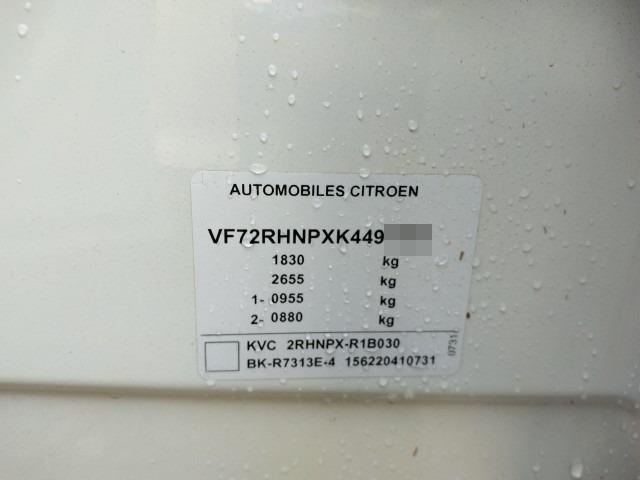 AUTOMOBILES CITROEN
VF72RHNPXK449
1830 kg
2655 kg
1- 0955 kg
2- 0880 kg
KVC 2RHNPX-R1B030
BK-R7313E-4 156220410731
0731